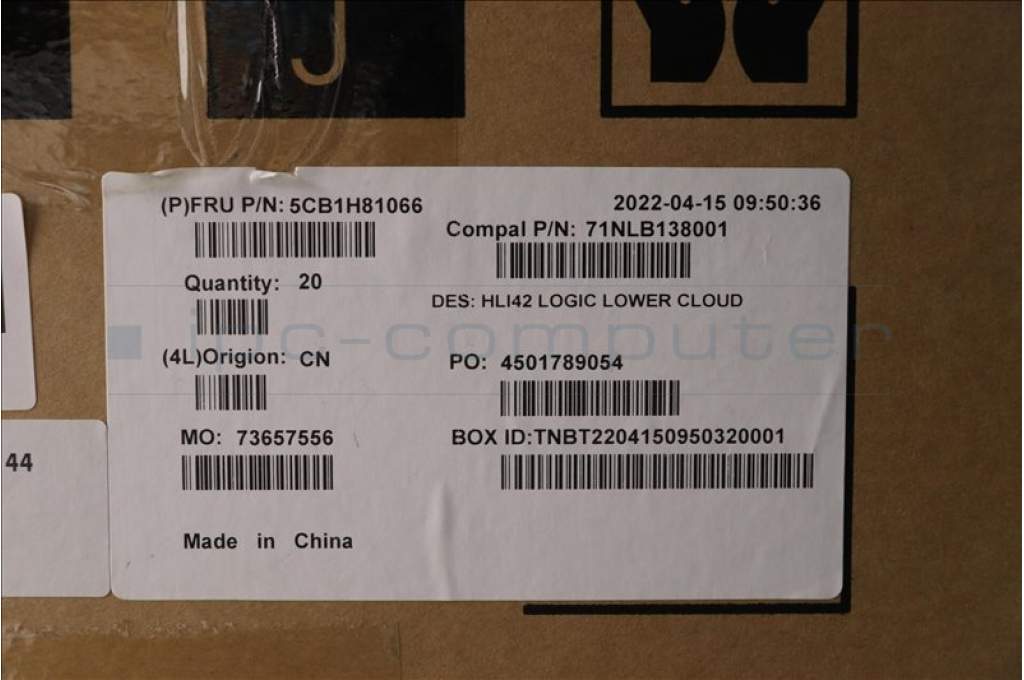 (P)FRU P/N: 5CB1H81066
2022-04-15 09:50:36
Compal P/N: 71NLB138001
Quantity: 20
DES: HLI42 LOGIC LOWER CLOUD
ipc-computer
(4L)Origion: CN
PO: 4501789054
MO: 73657556
BOX ID:TNBT2204150950320001
44
Made in China